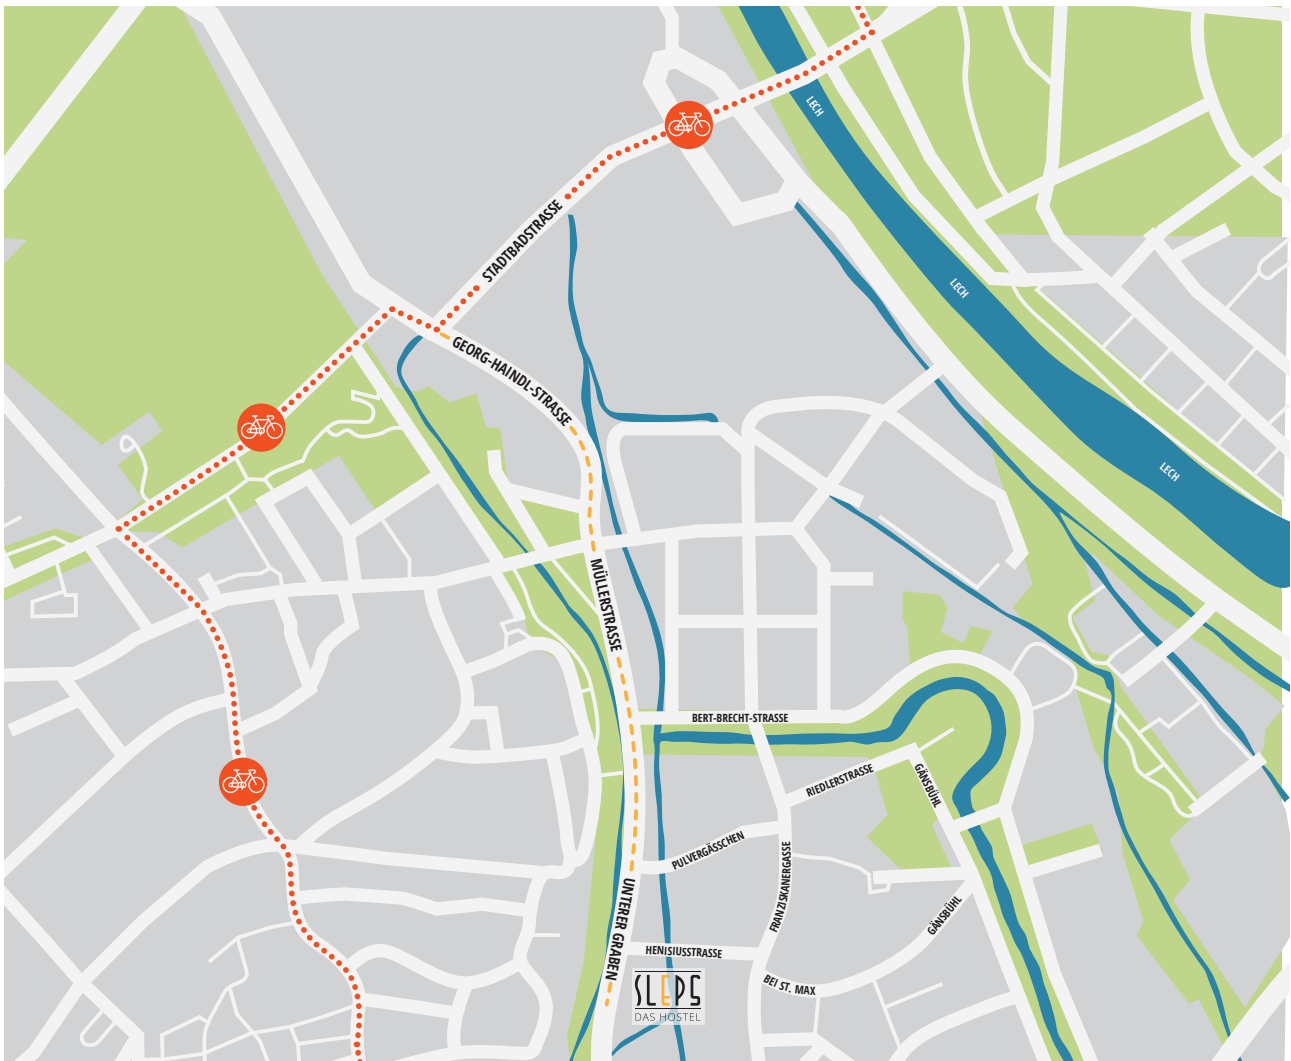 LECH
STADTBADSTRASSE
LECH
GEORG-HAINDL-STRASSE
LECH
MÜLLERSTRASSE
BERT-BRECHT-STRASSE
RIEDLERSTRASSE
GÄNSBÜHL
PULVERGÄSSCHEN
FRANZISKANERGASSE
UNTERER GRABEN
GÄNSBÜHL
HENISIUSSTRASSE
BEI ST. MAX
SLEPS
DAS HOSTEL